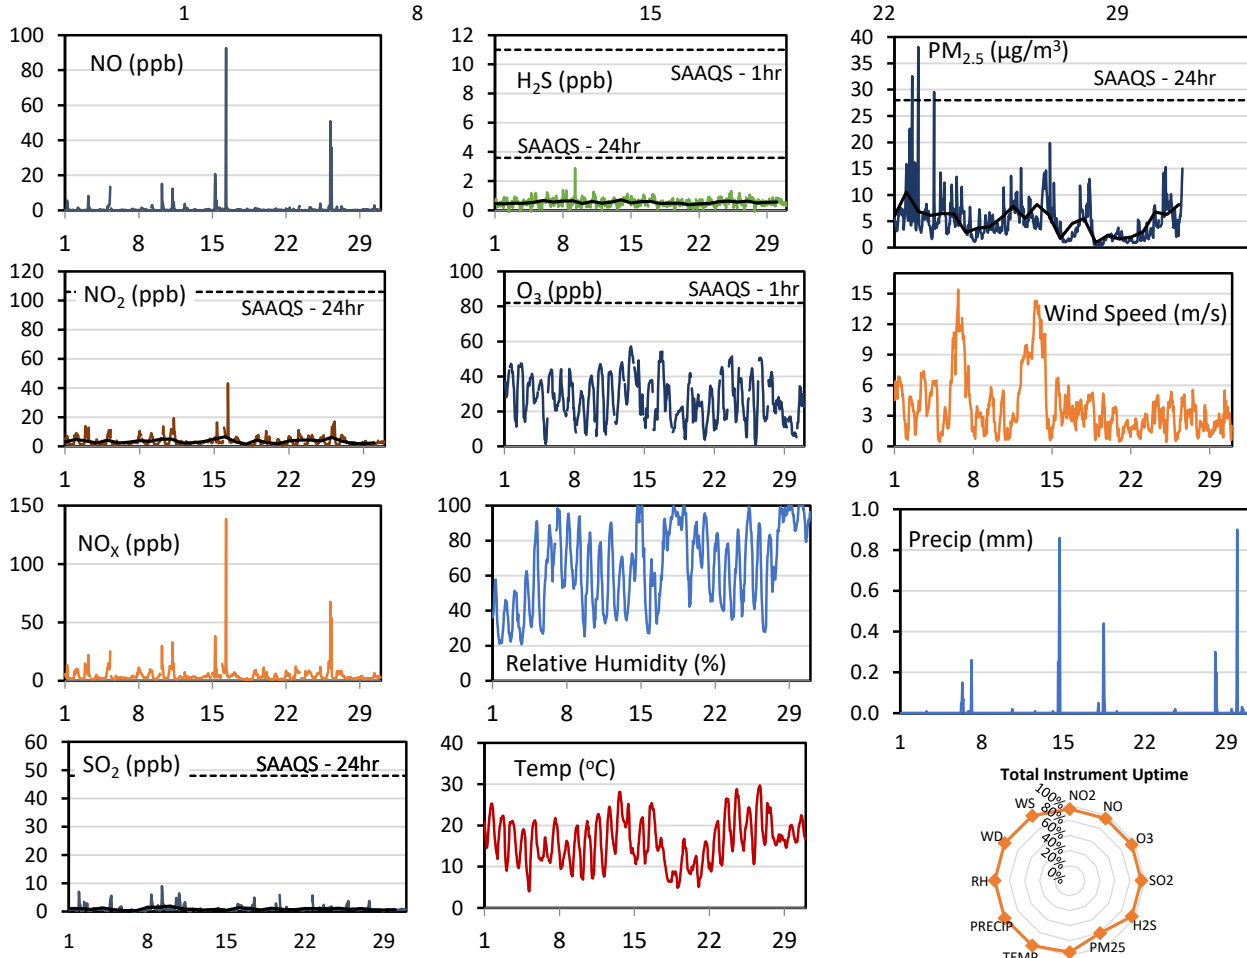 1 8 15 22 29
NO (ppb)
100
80
60
40
20
0
1 8 15 22 29
H2S (ppb)
SAAQS - 1hr
SAAQS - 24hr
12
10
8
6
4
2
0
1 8 15 22 29
PM2.5 (µg/m³)
SAAQS - 24hr
40
35
30
25
20
15
10
5
0
1 8 15 22 29
NO2 (ppb)
SAAQS - 24hr
120
100
80
60
40
20
0
1 8 15 22 29
O3 (ppb)
SAAQS - 1hr
100
80
60
40
20
0
1 8 15 22 29
Wind Speed (m/s)
15
12
9
6
3
0
1 8 15 22 29
NOX (ppb)
150
100
50
0
1 8 15 22 29
100
80
60
40
20
0
Relative Humidity (%)
1 8 15 22 29
Precip (mm)
1.0
0.8
0.6
0.4
0.2
0.0
1 8 15 22 29
SO2 (ppb)
SAAQS - 24hr
60
50
40
30
20
10
0
1 8 15 22 29
Temp (oC)
40
30
20
10
0
1 8 15 22 29
Total Instrument Uptime
100%
80%
60%
40%
20%
0%
NO2
NO
O3
SO2
H2S
PM25
TEMP
PRECIP
RH
WD
WS